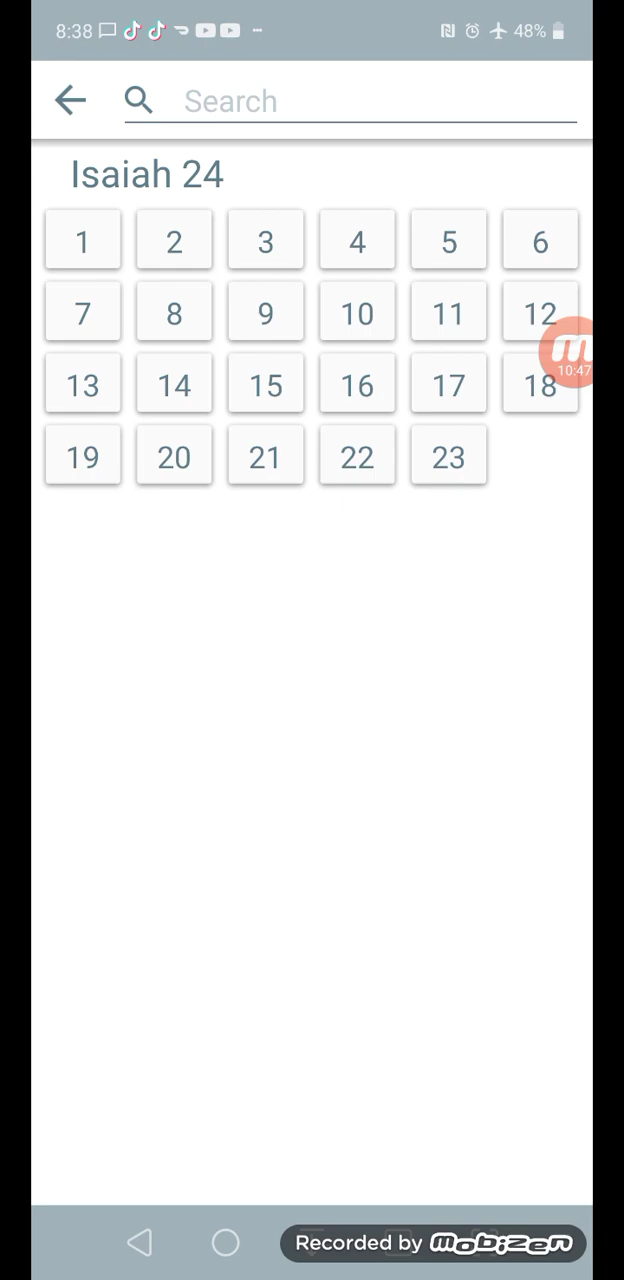 8:38 48%
Search
Isaiah 24
1 2 3 4 5 6
7 8 9 10 11 12
10:47
13 14 15 16 17 18
19 20 21 22 23
Recorded by mobizen